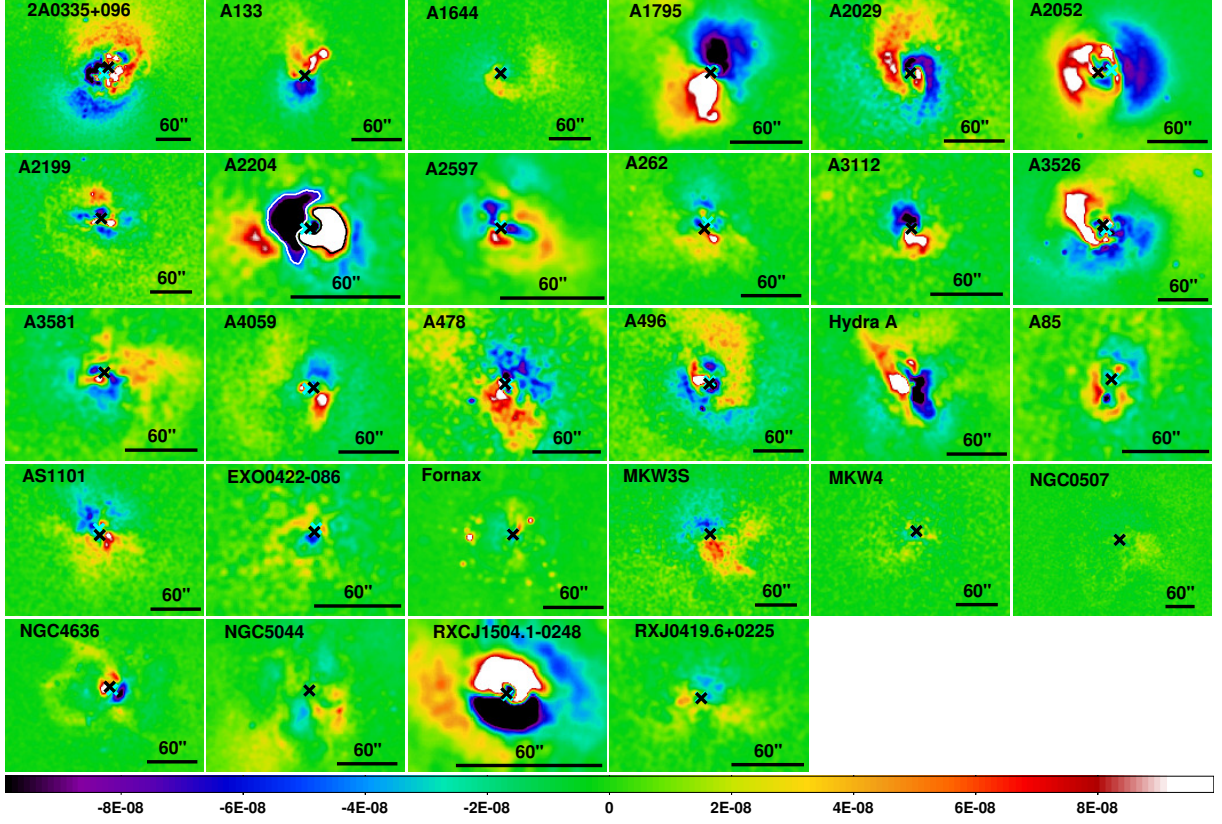 2A0335+096 A133 A1644 A1795 A2029 A2052
60" 60" 60" 60" 60" 60"
A2199 A2204 A2597 A262 A3112 A3526
60" 60" 60" 60" 60" 60"
A3581 A4059 A478 A496 Hydra A A85
60" 60" 60" 60" 60" 60"
AS1101 EXO0422-086 Fornax MKW3S MKW4 NGC0507
60" 60" 60" 60" 60" 60"
NGC4636 NGC5044 RXCJ1504.1-0248 RXJ0419.6+0225
60" 60" 60" 60"
-8E-08 -6E-08 -4E-08 -2E-08 0 2E-08 4E-08 6E-08 8E-08